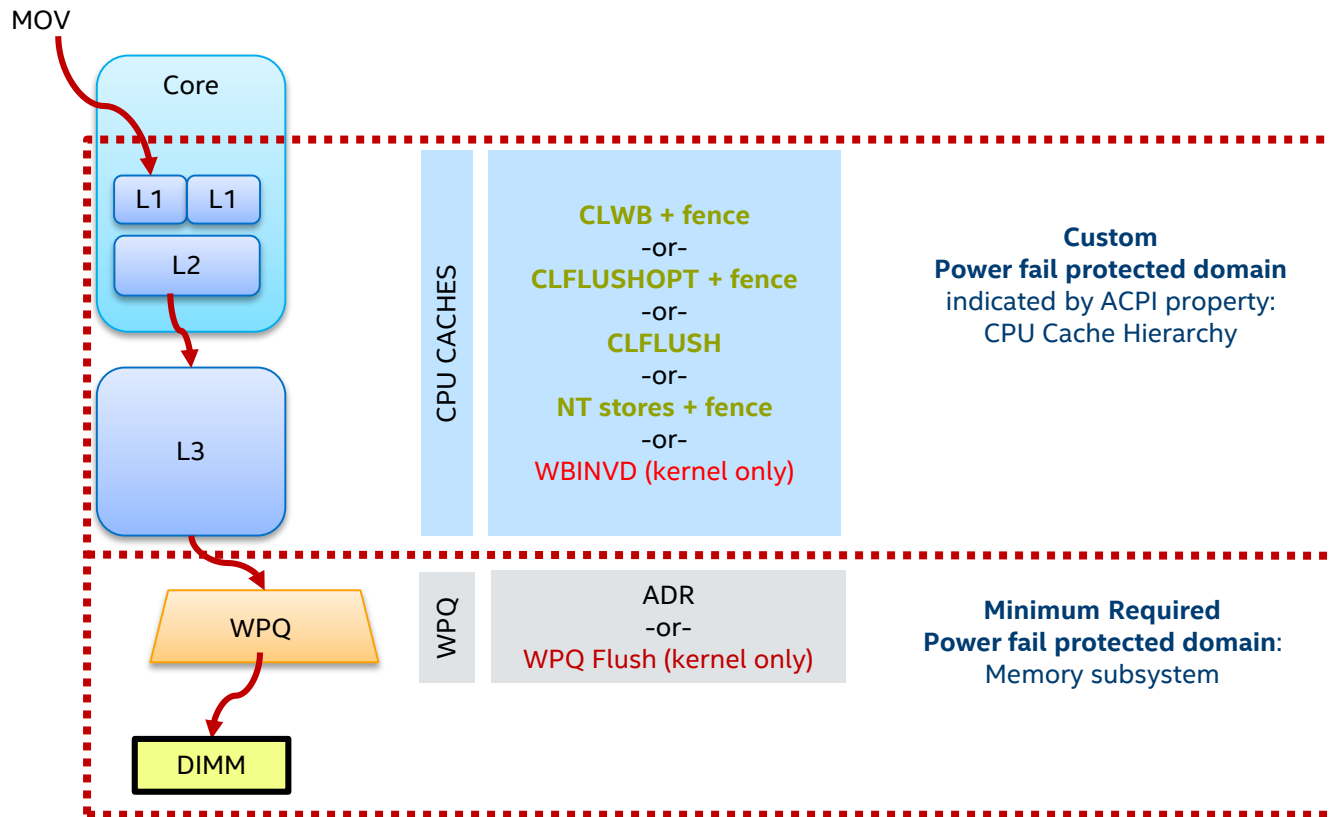 MOV
Core
L1
L1
L2
L3
CPU CACHES
CLWB + fence
-or-
CLFLUSHOPT + fence
-or-
CLFLUSH
-or-
NT stores + fence
-or-
WBINVD (kernel only)
Custom
Power fail protected domain
indicated by ACPI property:
CPU Cache Hierarchy
WPQ
WPQ
ADR
-or-
WPQ Flush (kernel only)
Minimum Required
Power fail protected domain:
Memory subsystem
DIMM